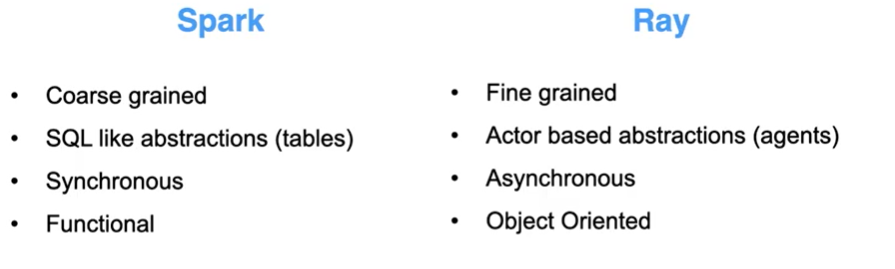 Spark
• Coarse grained
• SQL like abstractions (tables)
• Synchronous
• Functional
Ray
• Fine grained
• Actor based abstractions (agents)
• Asynchronous
• Object Oriented